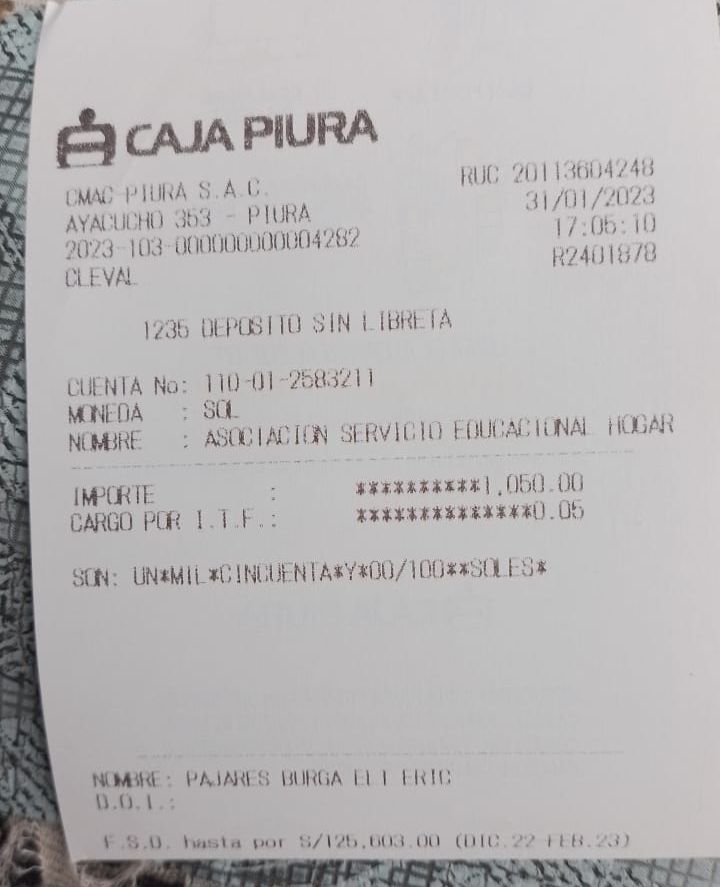 CAJA PIURA
CMAC-PIURA S.A.C. RUC 20113604248
AYACUCHO 353 - PIURA 31/01/2023
2023-103-000000000004282 17:05:10
CLEVAL R2401878
1235 DEPOSITO SIN LIBRETA
CUENTA No: 110-01-2583211
MONEDA : SOL
NOMBRE : ASOCIACION SERVICIO EDUCACIONAL HOGAR
IMPORTE : **********1,050.00
CARGO POR I.T.F.: **************0.05
SON: UN*MIL*CINCUENTA*Y*00/100**SOLES*
NOMBRE: PAJARES BURGA ELI ERIC
D.O.I.:
F.S.D. hasta por S/125,603.00 (DIC.22-FEB.23)